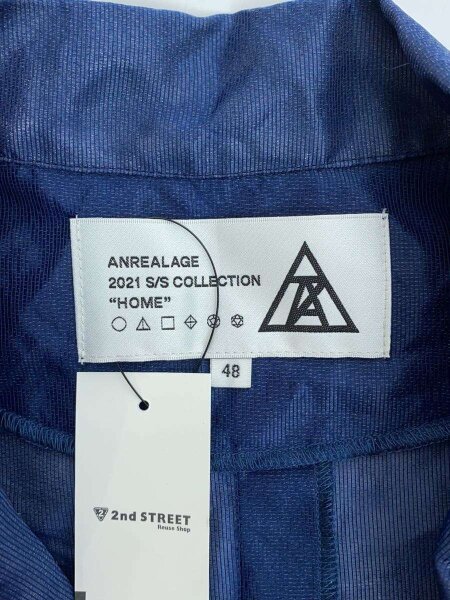 ANREALAGE
2021 S/S COLLECTION
“HOME”
48
2nd STREET
Reuse Shop